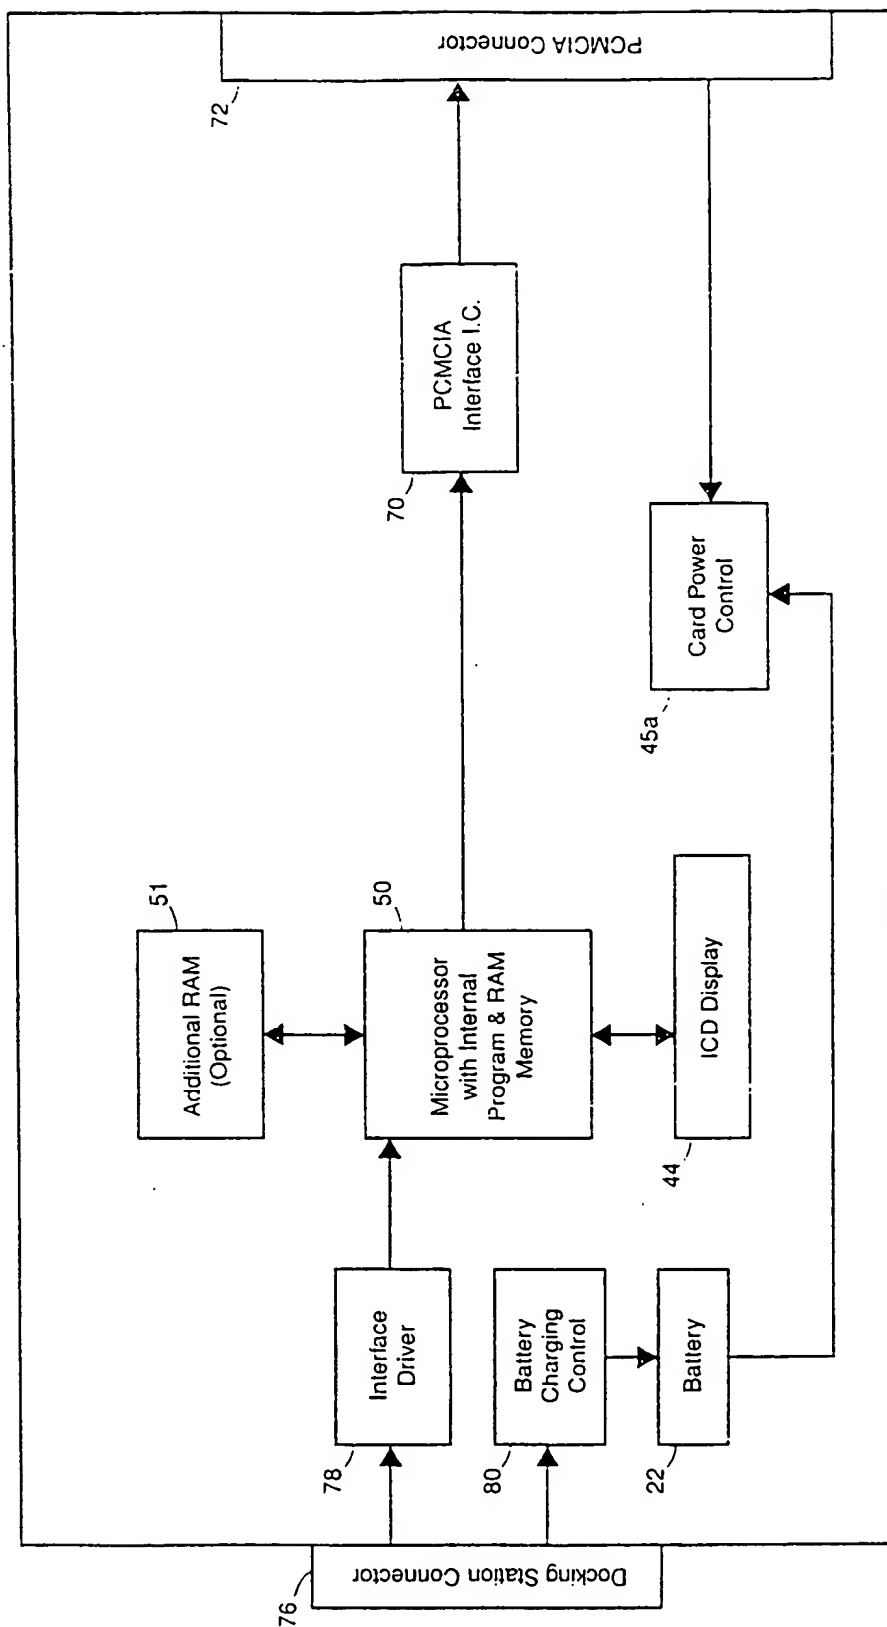 76
Docking Station Connector
78
Interface
Driver
80
Battery
Charging
Control
22
Battery
51
Additional RAM
(Optional)
50
Microprocessor
with Internal
Program & RAM
Memory
44
ICD Display
70
PCMCIA
Interface I.C.
45a
Card Power
Control
72
PCMCIA Connector